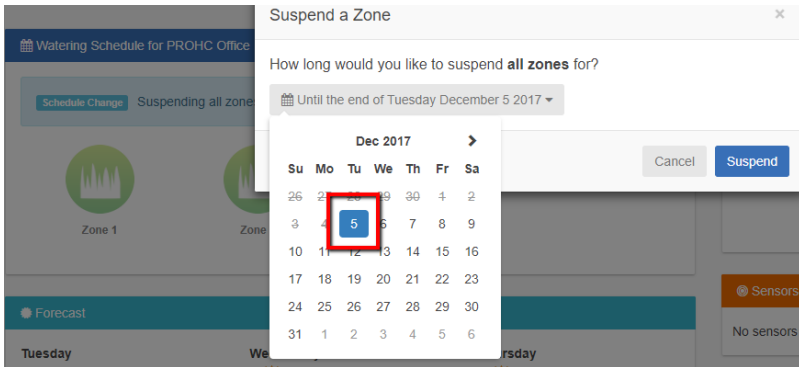 Suspend a Zone ×
Watering Schedule for PROHC Office
How long would you like to suspend all zones for?
Schedule Change Suspending all zone
Until the end of Tuesday December 5 2017
Dec 2017
Cancel Suspend
Su Mo Tu We Th Fr Sa
26 27 28 29 30 1 2
3 4 5 6 7 8 9
Zone 1 Zone
10 11 12 13 14 15 16
17 18 19 20 21 22 23
Sensors
24 25 26 27 28 29 30
Forecast
31 1 2 3 4 5 6
No sensors
Tuesday We rsday